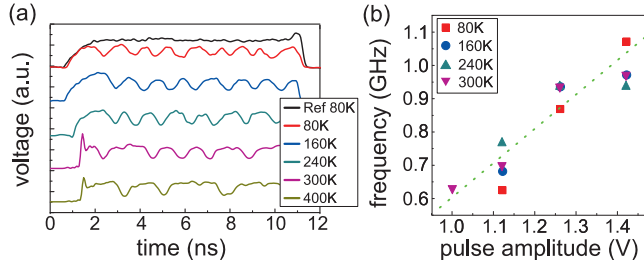 (a)
voltage (a.u.)
Ref 80K
80K
160K
240K
300K
400K
0 2 4 6 8 10 12
time (ns)
(b)
frequency (GHz)
1.1
1.0
0.9
0.8
0.7
0.6
80K
160K
240K
300K
1.0 1.1 1.2 1.3 1.4
pulse amplitude (V)